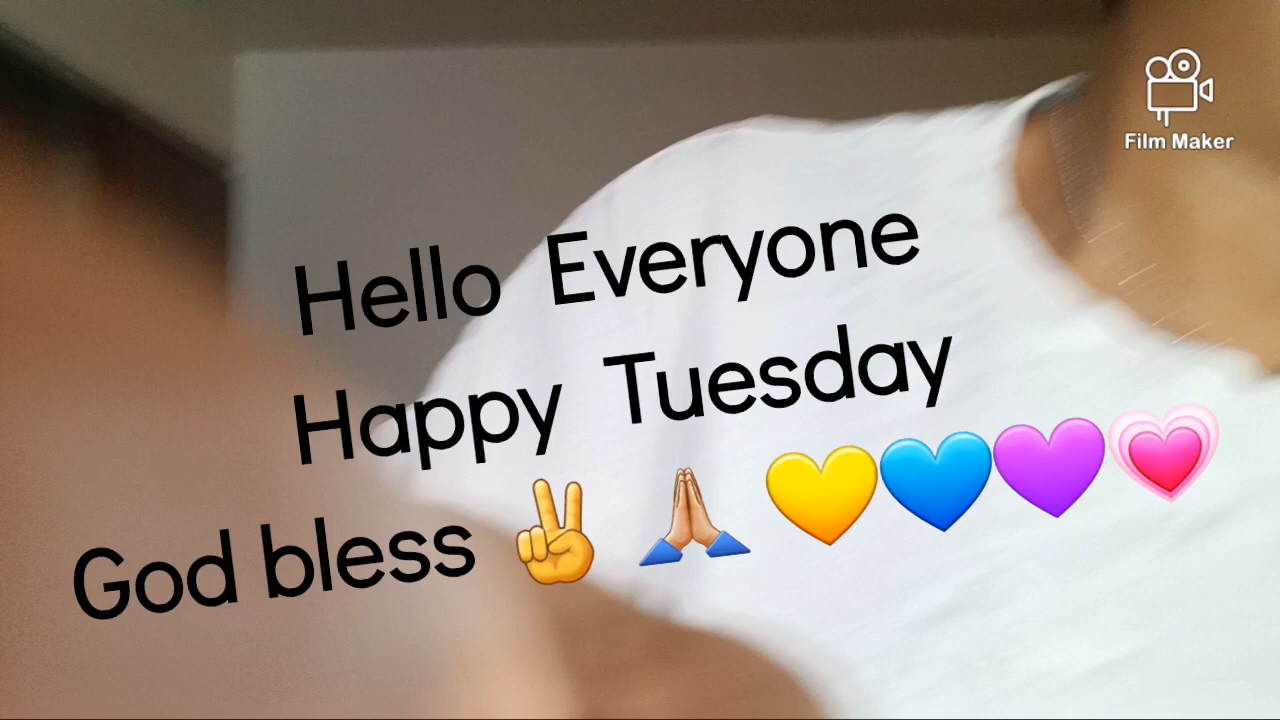 Film Maker
Hello Everyone
Happy Tuesday
God bless ✌️ 🙏🏼 💛💙💜💗